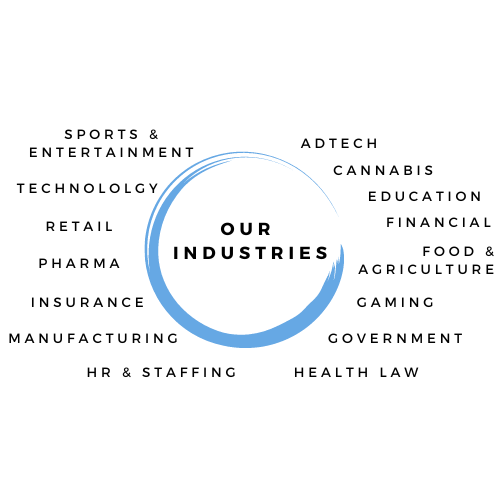 SPORTS &
ENTERTAINMENT
TECHNOLOLGY
RETAIL
PHARMA
INSURANCE
MANUFACTURING
HR & STAFFING
OUR
INDUSTRIES
ADTECH
CANNABIS
EDUCATION
FINANCIAL
FOOD &
AGRICULTURE
GAMING
GOVERNMENT
HEALTH LAW